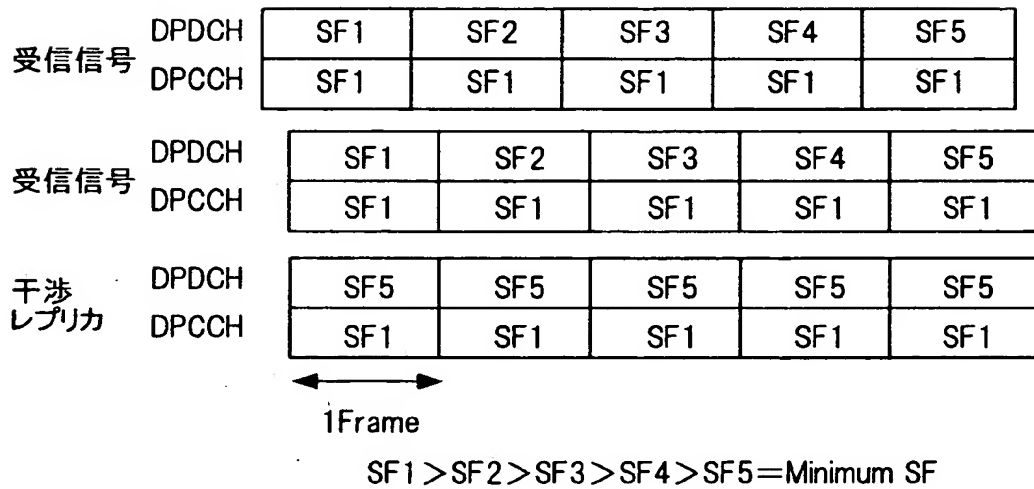 受信信号 DPDCH SF1 SF2 SF3 SF4 SF5
DPCCH SF1 SF1 SF1 SF1 SF1
受信信号 DPDCH SF1 SF2 SF3 SF4 SF5
DPCCH SF1 SF1 SF1 SF1 SF1
干渉レプリカ DPDCH SF5 SF5 SF5 SF5 SF5
DPCCH SF1 SF1 SF1 SF1 SF1
1Frame
SF1>SF2>SF3>SF4>SF5=Minimum SF